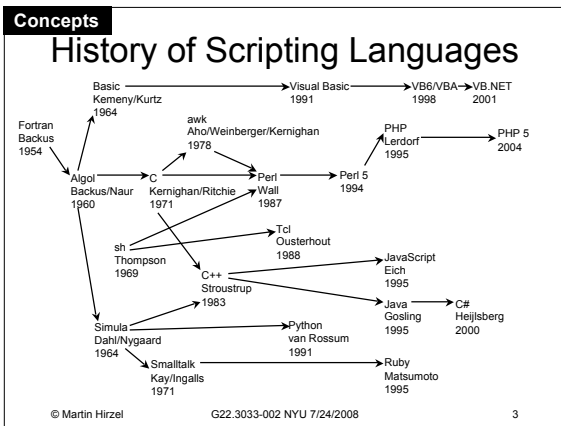 Concepts
History of Scripting Languages
Basic
Kemeny/Kurtz
1964
Visual Basic
1991
VB6/VBA
1998
VB.NET
2001
Fortran
Backus
1954
awk
Aho/Weinberger/Kernighan
1978
PHP
Lerdorf
1995
PHP 5
2004
Algol
Backus/Naur
1960
C
Kernighan/Ritchie
1971
Perl
Wall
1987
Perl 5
1994
sh
Thompson
1969
Tcl
Ousterhout
1988
C++
Stroustrup
1983
JavaScript
Eich
1995
Java
Gosling
1995
C#
Heijlsberg
2000
Simula
Dahl/Nygaard
1964
Python
van Rossum
1991
Smalltalk
Kay/Ingalls
1971
Ruby
Matsumoto
1995
© Martin Hirzel G22.3033-002 NYU 7/24/2008 3